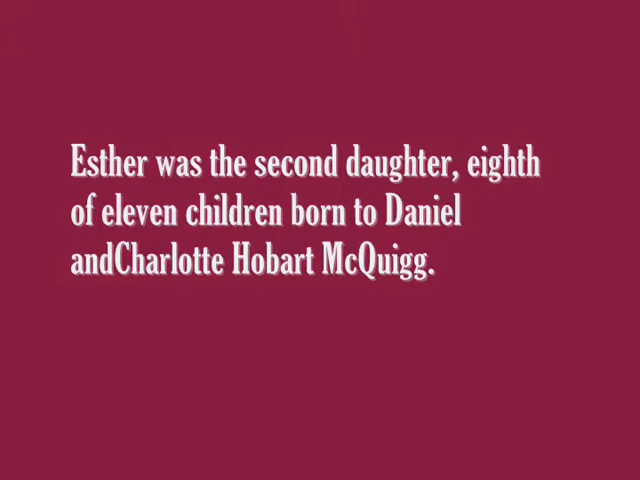 Esther was the second daughter, eighth
of eleven children born to Daniel
andCharlotte Hobart McQuigg.